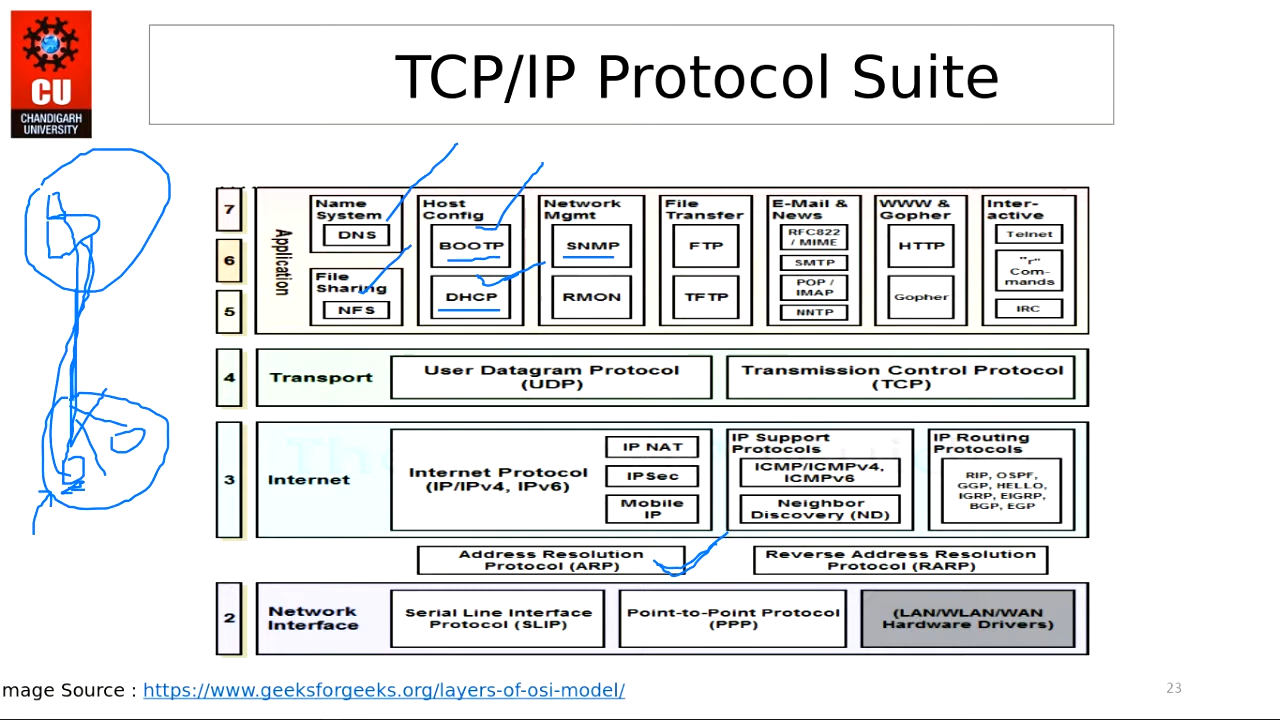 CU
CHANDIGARH
UNIVERSITY
TCP/IP Protocol Suite
7
6
5
Application
Name
System
DNS
File
Sharing
NFS
Host
Config
BOOTP
DHCP
Network
Mgmt
SNMP
RMON
File
Transfer
FTP
TFTP
E-Mail &
News
RFC822
/ MIME
SMTP
POP /
IMAP
NNTP
WWW &
Gopher
HTTP
Gopher
Inter-
active
Telnet
"r"
Com-
mands
IRC
4
Transport
User Datagram Protocol
(UDP)
Transmission Control Protocol
(TCP)
3
Internet
Internet Protocol
(IP/IPv4, IPv6)
IP NAT
IPSec
Mobile
IP
IP Support
Protocols
ICMP/ICMPv4,
ICMPv6
Neighbor
Discovery (ND)
IP Routing
Protocols
RIP, OSPF,
GGP, HELLO,
IGRP, EIGRP,
BGP, EGP
Address Resolution
Protocol (ARP)
Reverse Address Resolution
Protocol (RARP)
2
Network
Interface
Serial Line Interface
Protocol (SLIP)
Point-to-Point Protocol
(PPP)
(LAN/WLAN/WAN
Hardware Drivers)
mage Source : https://www.geeksforgeeks.org/layers-of-osi-model/
23